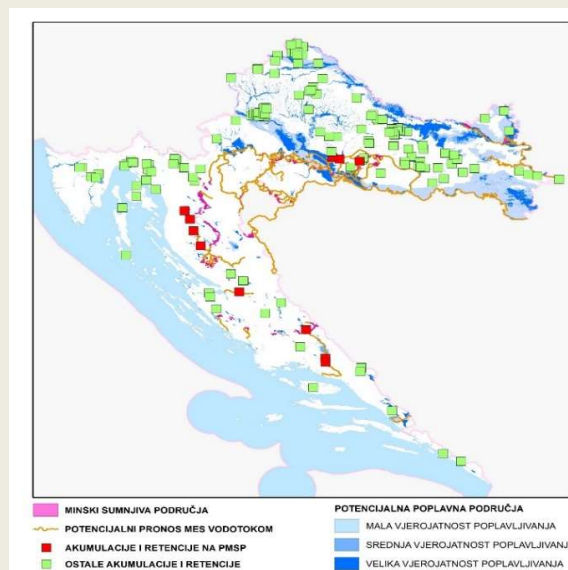 MINSKI SUMNJIVA PODRUČJA
POTENCIJALNI PRONOS MES VODOTOKOM
AKUMULACIJE I RETENCIJE NA PMSP
OSTALE AKUMULACIJE I RETENCIJE
POTENCIJALNA POPLAVNA PODRUČJA
MALA VJEROJATNOST POPLAVLJIVANJA
SREDNJA VJEROJATNOST POPLAVLJIVANJA
VELIKA VJEROJATNOST POPLAVLJIVANJA